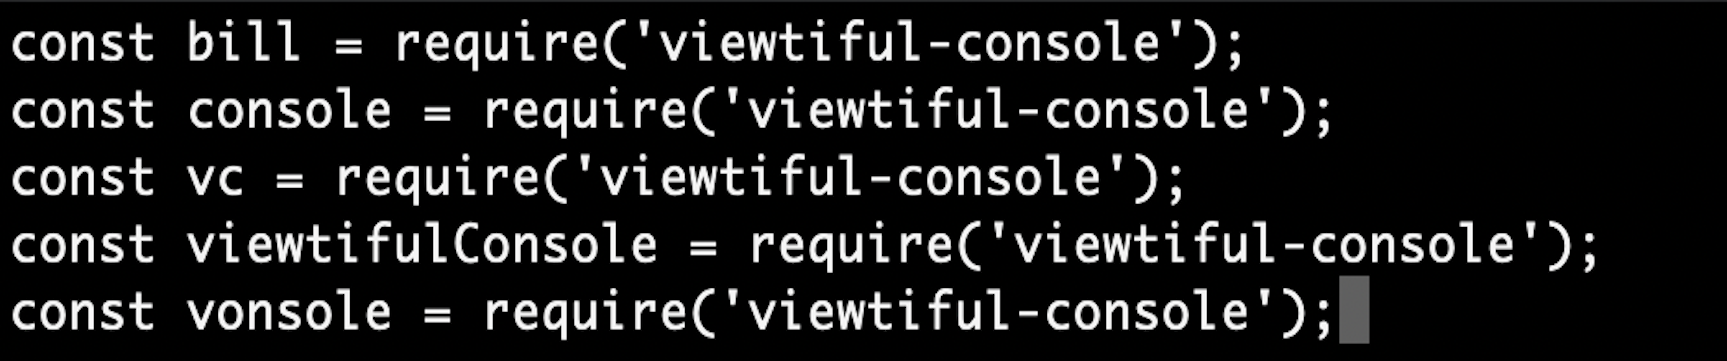 const bill = require('viewtiful-console');
const console = require('viewtiful-console');
const vc = require('viewtiful-console');
const viewtifulConsole = require('viewtiful-console');
const vonsole = require('viewtiful-console');